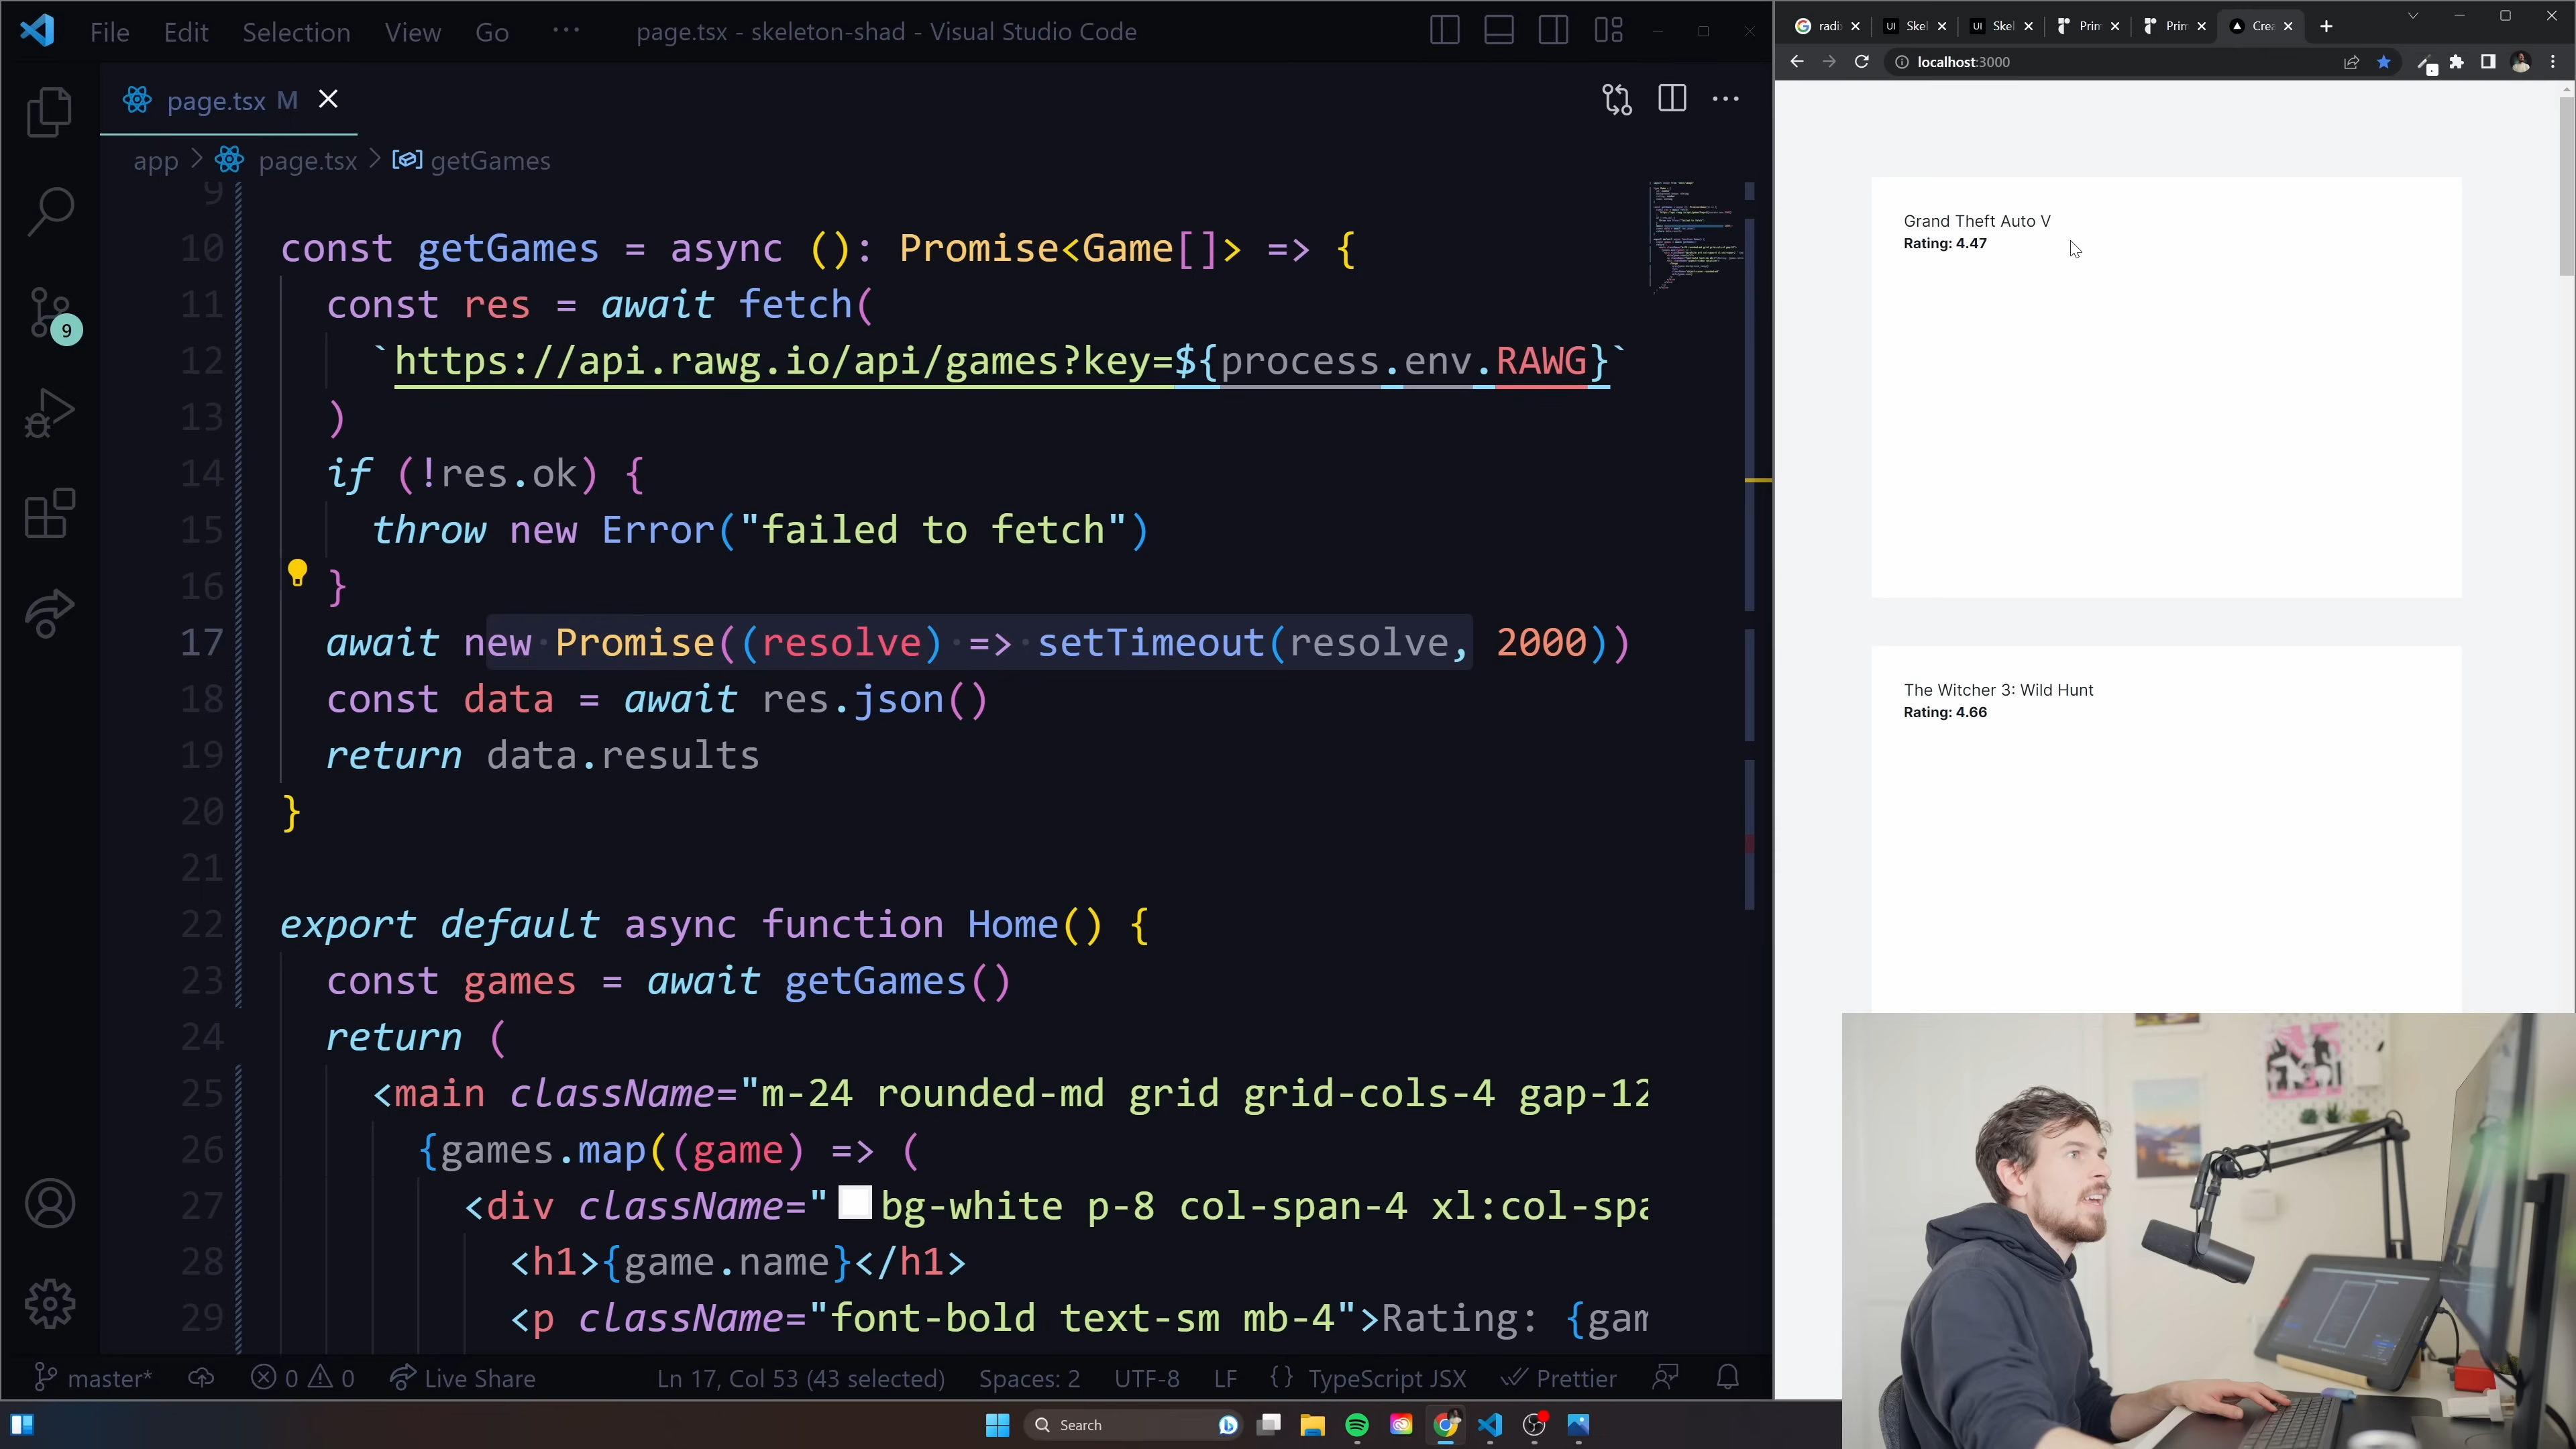 File Edit Selection View Go ... page.tsx - skeleton-shad - Visual Studio Code
page.tsx M
app > page.tsx > getGames
9
10 const getGames = async (): Promise<Game[]> => {
11 const res = await fetch(
12 `https://api.rawg.io/api/games?key=${process.env.RAWG}`
13 )
14 if (!res.ok) {
15 throw new Error("failed to fetch")
16 }
17 await new Promise((resolve) => setTimeout(resolve, 2000))
18 const data = await res.json()
19 return data.results
20 }
21
22 export default async function Home() {
23 const games = await getGames()
24 return (
25 <main className="m-24 rounded-md grid grid-cols-4 gap-12
26 {games.map((game) => (
27 <div className="bg-white p-8 col-span-4 xl:col-spa
28 <h1>{game.name}</h1>
29 <p className="font-bold text-sm mb-4">Rating: {gam
9
master* 0 0 Live Share Ln 17, Col 53 (43 selected) Spaces: 2 UTF-8 LF {} TypeScript JSX Prettier
Search
radi Skel Skel Prim Prim Crea
localhost:3000
Grand Theft Auto V
Rating: 4.47
The Witcher 3: Wild Hunt
Rating: 4.66